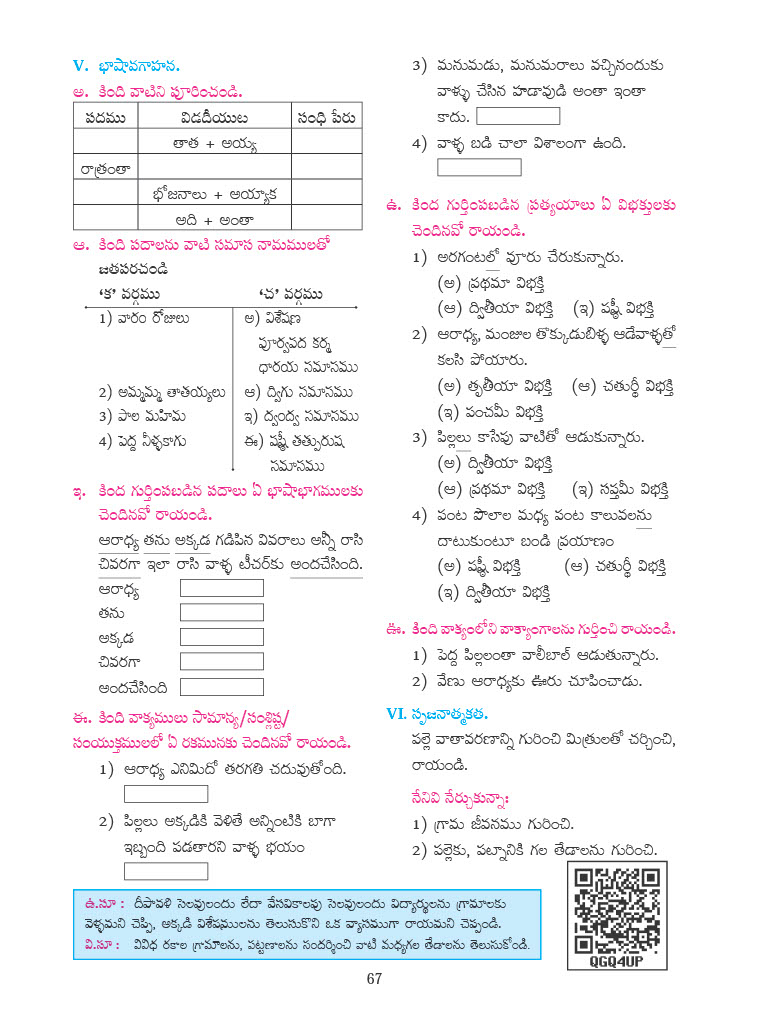 V. భాషావగాహన.
అ. కింది వాటిని పూరించండి.
పదము విడదీయుట సంధి పేరు
తాత + అయ్య
రాత్రంతా
భోజనాలు + అయ్యాక
అది + అంతా
ఆ. కింది పదాలను వాటి సమాస నామములతో
జతపరచండి
‘క’ వర్గము ‘చ’ వర్గము
1) వారం రోజులు అ) విశేషణ
పూర్వపద కర్మ
ధారయ సమాసము
2) అమ్మమ్మ తాతయ్యలు ఆ) ద్విగు సమాసము
3) పాల మహిమ ఇ) ద్వంద్వ సమాసము
4) పెద్ద నీళ్ళకాగు ఈ) షష్ఠీ తత్పురుష
సమాసము
ఇ. కింద గుర్తింపబడిన పదాలు ఏ భాషాభాగములకు
చెందినవో రాయండి.
ఆరాధ్య తను అక్కడ గడిపిన వివరాలు అన్నీ రాసి
చివరగా ఇలా రాసి వాళ్ళ టీచర్‌కు అందచేసింది.
ఆరాధ్య
తను
అక్కడ
చివరగా
అందచేసింది
ఈ. కింది వాక్యములు సామాన్య/సంశ్లిష్ట/
సంయుక్తములలో ఏ రకమునకు చెందినవో రాయండి.
1) ఆరాధ్య ఎనిమిదో తరగతి చదువుతోంది.
2) పిల్లలు అక్కడికి వెళితే అన్నింటికి బాగా
ఇబ్బంది పడతారని వాళ్ళ భయం
3) మనుమడు, మనుమరాలు వచ్చినందుకు
వాళ్ళు చేసిన హడావుడి అంతా ఇంతా
కాదు.
4) వాళ్ళ బడి చాలా విశాలంగా ఉంది.
ఉ. కింద గుర్తింపబడిన ప్రత్యయాలు ఏ విభక్తులకు
చెందినవో రాయండి.
1) అరగంటలో వూరు చేరుకున్నారు.
(అ) ప్రథమా విభక్తి
(ఆ) ద్వితీయా విభక్తి (ఇ) షష్ఠీ విభక్తి
2) ఆరాధ్య, మంజుల తొక్కుడుబిళ్ళ ఆడేవాళ్ళతో
కలసి పోయారు.
(అ) తృతీయా విభక్తి (ఆ) చతుర్థీ విభక్తి
(ఇ) పంచమీ విభక్తి
3) పిల్లలు కాసేపు వాటితో ఆడుకున్నారు.
(అ) ద్వితీయా విభక్తి
(ఆ) ప్రథమా విభక్తి (ఇ) సప్తమీ విభక్తి
4) పంట పొలాల మధ్య పంట కాలువలను
దాటుకుంటూ బండి ప్రయాణం
(అ) షష్ఠీ విభక్తి (ఆ) చతుర్థీ విభక్తి
(ఇ) ద్వితీయా విభక్తి
ఊ. కింది వాక్యంలోని వాక్యాంగాలను గుర్తించి రాయండి.
1) పెద్ద పిల్లలంతా వాలీబాల్ ఆడుతున్నారు.
2) వేణు ఆరాధ్యకు ఊరు చూపించాడు.
VI. సృజనాత్మకత.
పల్లె వాతావరణాన్ని గురించి మిత్రులతో చర్చించి,
రాయండి.
నేనివి నేర్చుకున్నాః
1) గ్రామ జీవనము గురించి.
2) పల్లెకు, పట్నానికి గల తేడాలను గురించి.
ఉ.సూ : దీపావళి సెలవులందు లేదా వేసవికాలపు సెలవులందు విద్యార్థులను గ్రామాలకు
వెళ్ళమని చెప్పి, అక్కడి విశేషములను తెలుసుకొని ఒక వ్యాసముగా రాయమని చెప్పండి.
వి.సూ : వివిధ రకాల గ్రామాలను, పట్టణాలను సందర్శించి వాటి మధ్యగల తేడాలను తెలుసుకోండి.
QGQ4UP
67